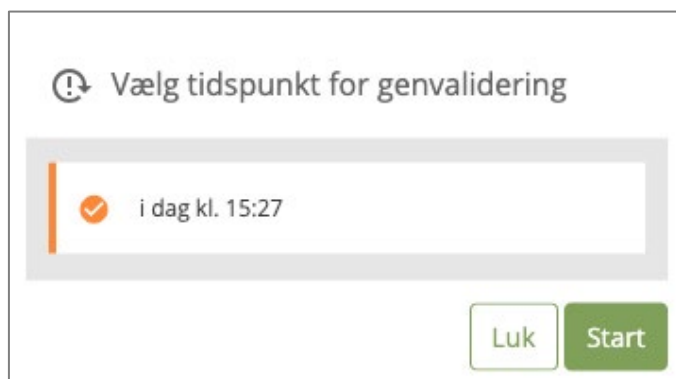 Vælg tidspunkt for genvalidering
i dag kl. 15:27
Luk Start